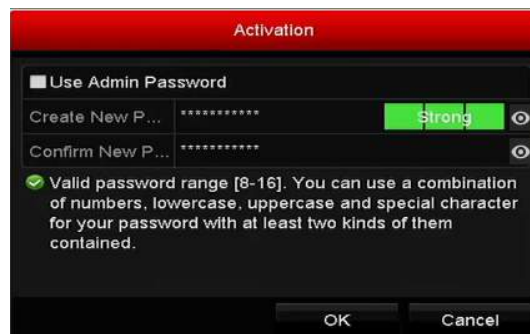 Activation
Use Admin Password
Create New P... *********** Strong
Confirm New P... ***********
Valid password range [8-16]. You can use a combination
of numbers, lowercase, uppercase and special character
for your password with at least two kinds of them
contained.
OK Cancel